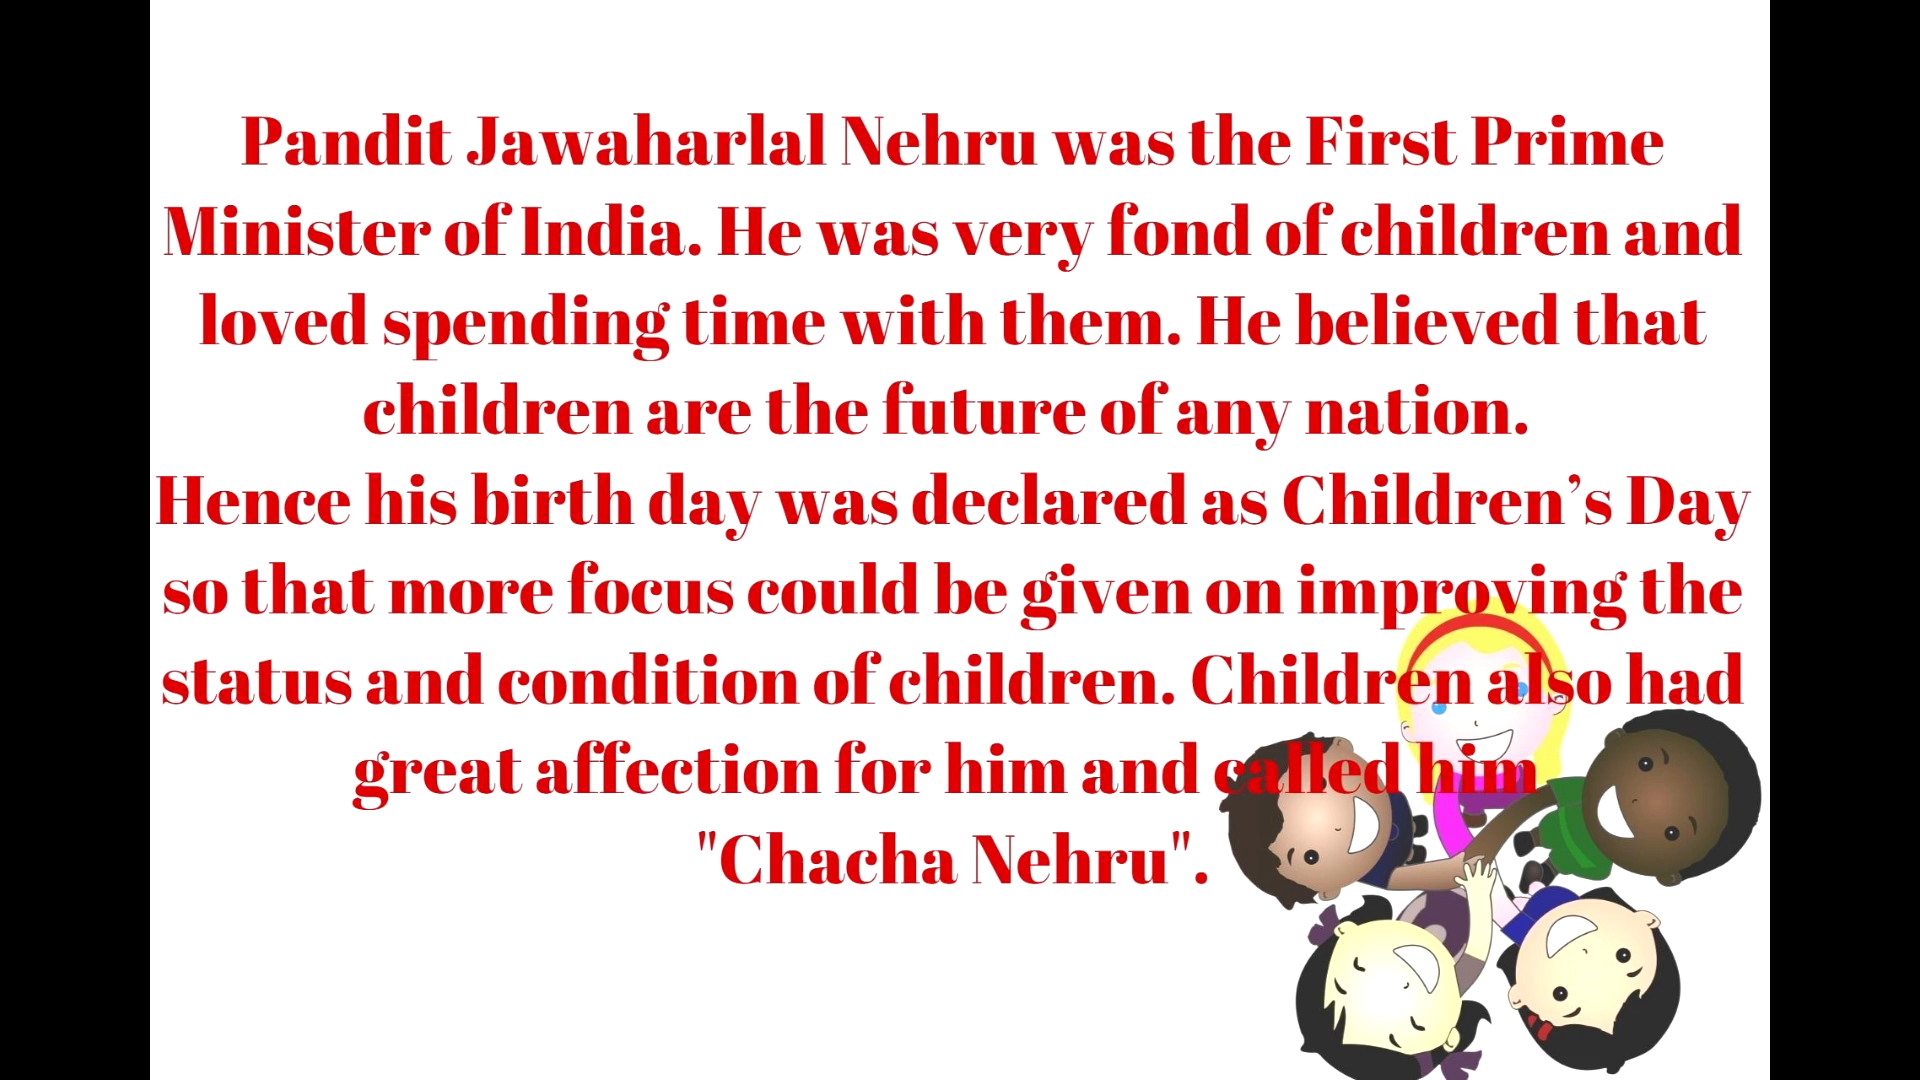 Pandit Jawaharlal Nehru was the First Prime
Minister of India. He was very fond of children and
loved spending time with them. He believed that
children are the future of any nation.
Hence his birth day was declared as Children’s Day
so that more focus could be given on improving the
status and condition of children. Children also had
great affection for him and called him
"Chacha Nehru".